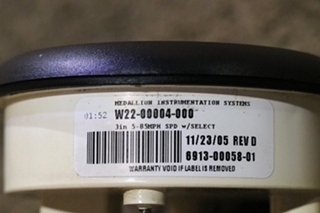 MEDALLION INSTRUMENTATION SYSTEMS
01:52 W22-00004-000
3in 5-85MPH SPD w/SELECT
11/23/05 REV D
6913-00058-01
WARRANTY VOID IF LABEL IS REMOVED